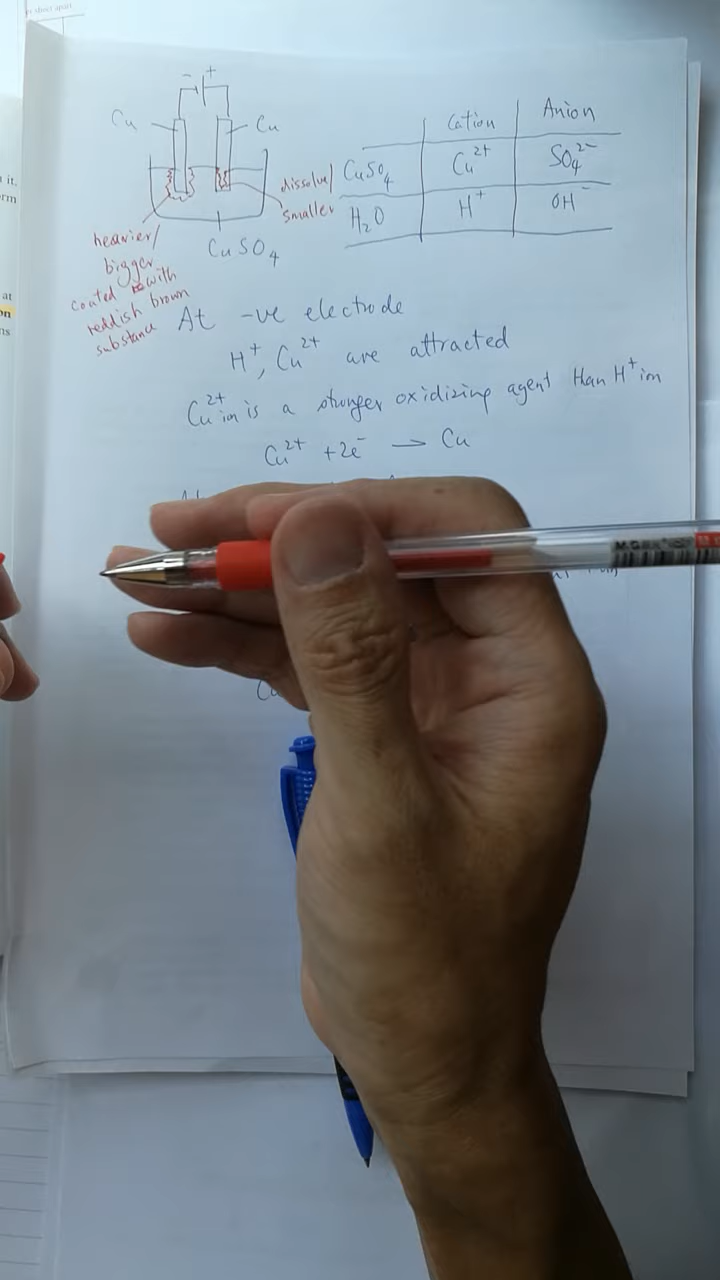 - +
Cu Cu
CuSO4
heavier/
bigger
coated with
reddish brown
substance
dissolve/
smaller
Cation Anion
CuSO4 Cu²⁺ SO4²⁻
H2O H⁺ OH⁻
At -ve electrode
H⁺, Cu²⁺ are attracted
Cu²⁺ ion is a stronger oxidizing agent than H⁺ ion
Cu²⁺ + 2e⁻ → Cu